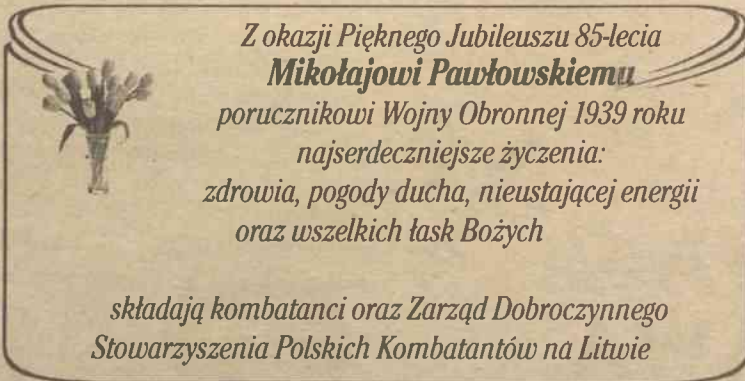 Z okazji Pięknego Jubileuszu 85-lecia
Mikołajowi Pawłowskiemu
porucznikowi Wojny Obronnej 1939 roku
najserdeczniejsze życzenia:
zdrowia, pogody ducha, nieustającej energii
oraz wszelkich łask Bożych
składają kombatanci oraz Zarząd Dobroczynnego
Stowarzyszenia Polskich Kombatantów na Litwie